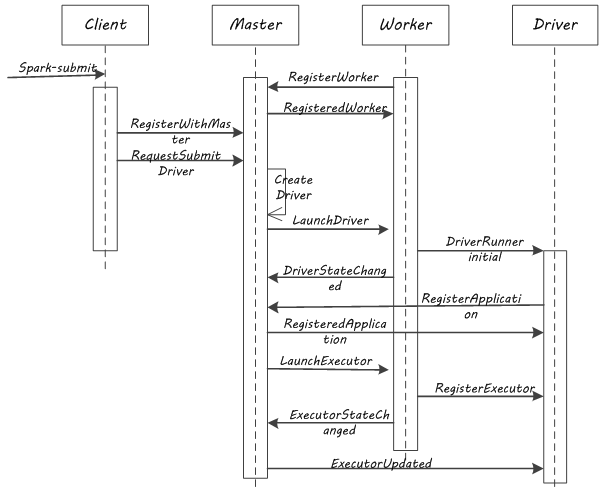 Client
Master
Worker
Driver
Spark-submit
RegisterWorker
RegisteredWorker
RegisterWithMas
ter
RequestSubmit
Driver
Create
Driver
LaunchDriver
DriverRunner
initial
DriverStateChang
ed
RegisterApplicati
on
RegisteredApplica
tion
LaunchExecutor
RegisterExecutor
ExecutorStateCh
anged
ExecutorUpdated